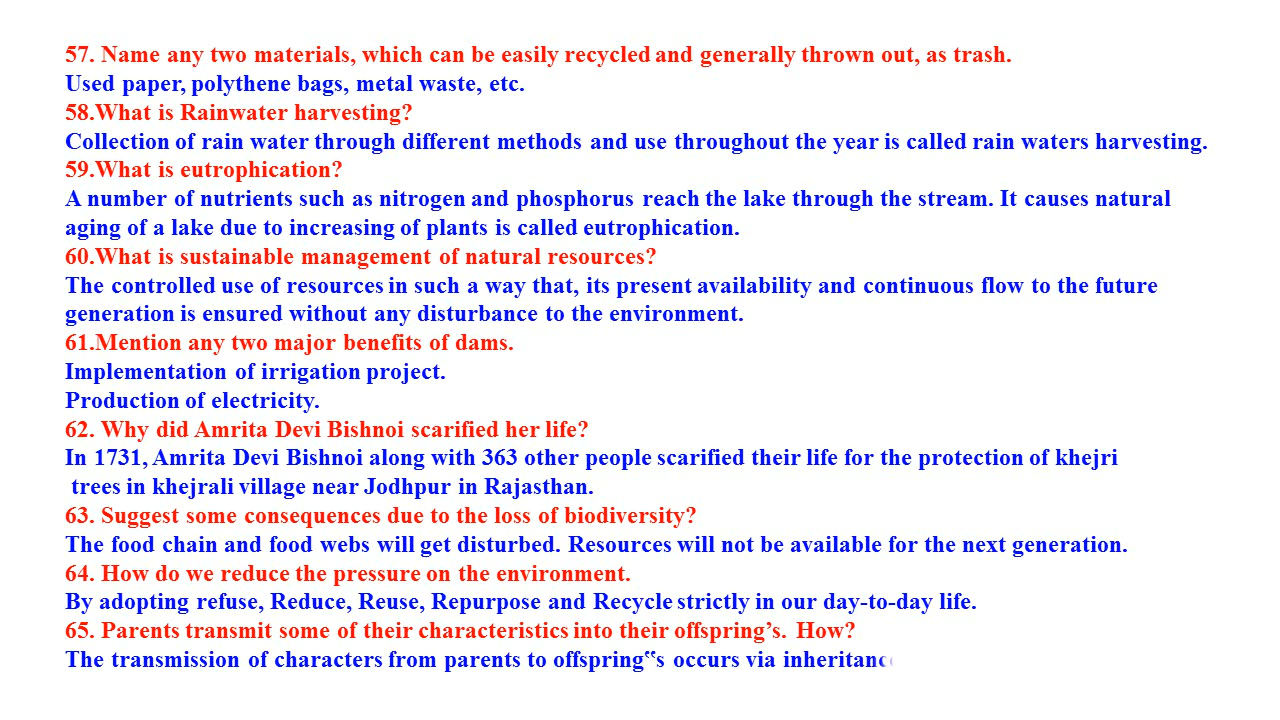 57. Name any two materials, which can be easily recycled and generally thrown out, as trash.
Used paper, polythene bags, metal waste, etc.
58.What is Rainwater harvesting?
Collection of rain water through different methods and use throughout the year is called rain waters harvesting.
59.What is eutrophication?
A number of nutrients such as nitrogen and phosphorus reach the lake through the stream. It causes natural
aging of a lake due to increasing of plants is called eutrophication.
60.What is sustainable management of natural resources?
The controlled use of resources in such a way that, its present availability and continuous flow to the future
generation is ensured without any disturbance to the environment.
61.Mention any two major benefits of dams.
Implementation of irrigation project.
Production of electricity.
62. Why did Amrita Devi Bishnoi scarified her life?
In 1731, Amrita Devi Bishnoi along with 363 other people scarified their life for the protection of khejri
trees in khejrali village near Jodhpur in Rajasthan.
63. Suggest some consequences due to the loss of biodiversity?
The food chain and food webs will get disturbed. Resources will not be available for the next generation.
64. How do we reduce the pressure on the environment.
By adopting refuse, Reduce, Reuse, Repurpose and Recycle strictly in our day-to-day life.
65. Parents transmit some of their characteristics into their offspring’s. How?
The transmission of characters from parents to offspring‟s occurs via inheritanc